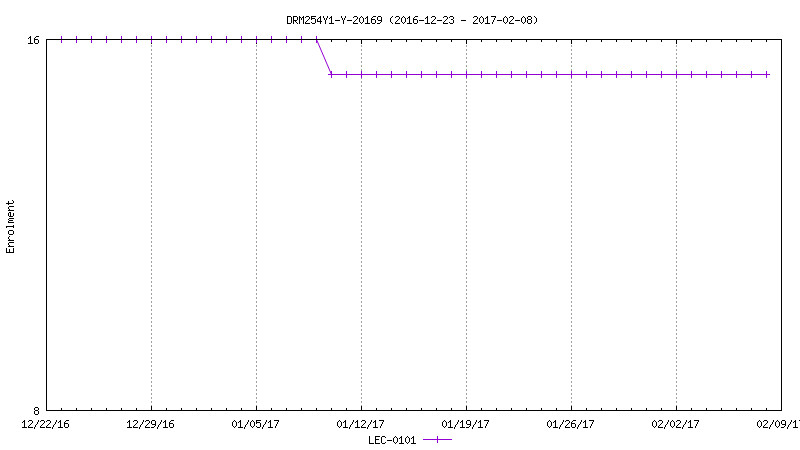 DRM254Y1-Y-20169 (2016-12-23 - 2017-02-08)
16
Enrolment
8
12/22/16 12/29/16 01/05/17 01/12/17 01/19/17 01/26/17 02/02/17 02/09/1
LEC-0101